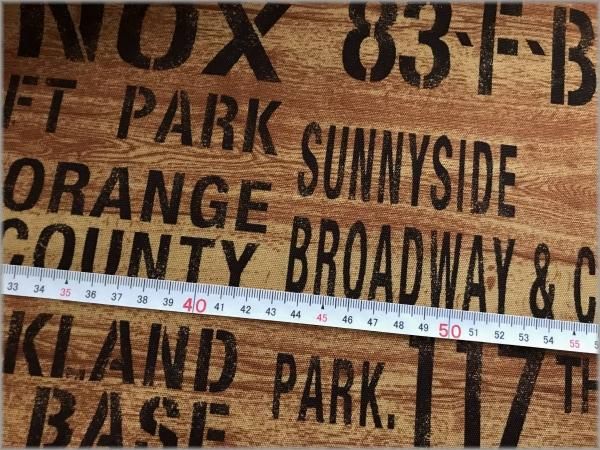 NOX 83-F-B
FT PARK
SUNNYSIDE
ORANGE
COUNTY
BROADWAY & C
33 34 35 36 37 38 39 40 41 42 43 44 45 46 47 48 49 50 51 52 53 54 55
KLAND
PARK. 117TH
BASE